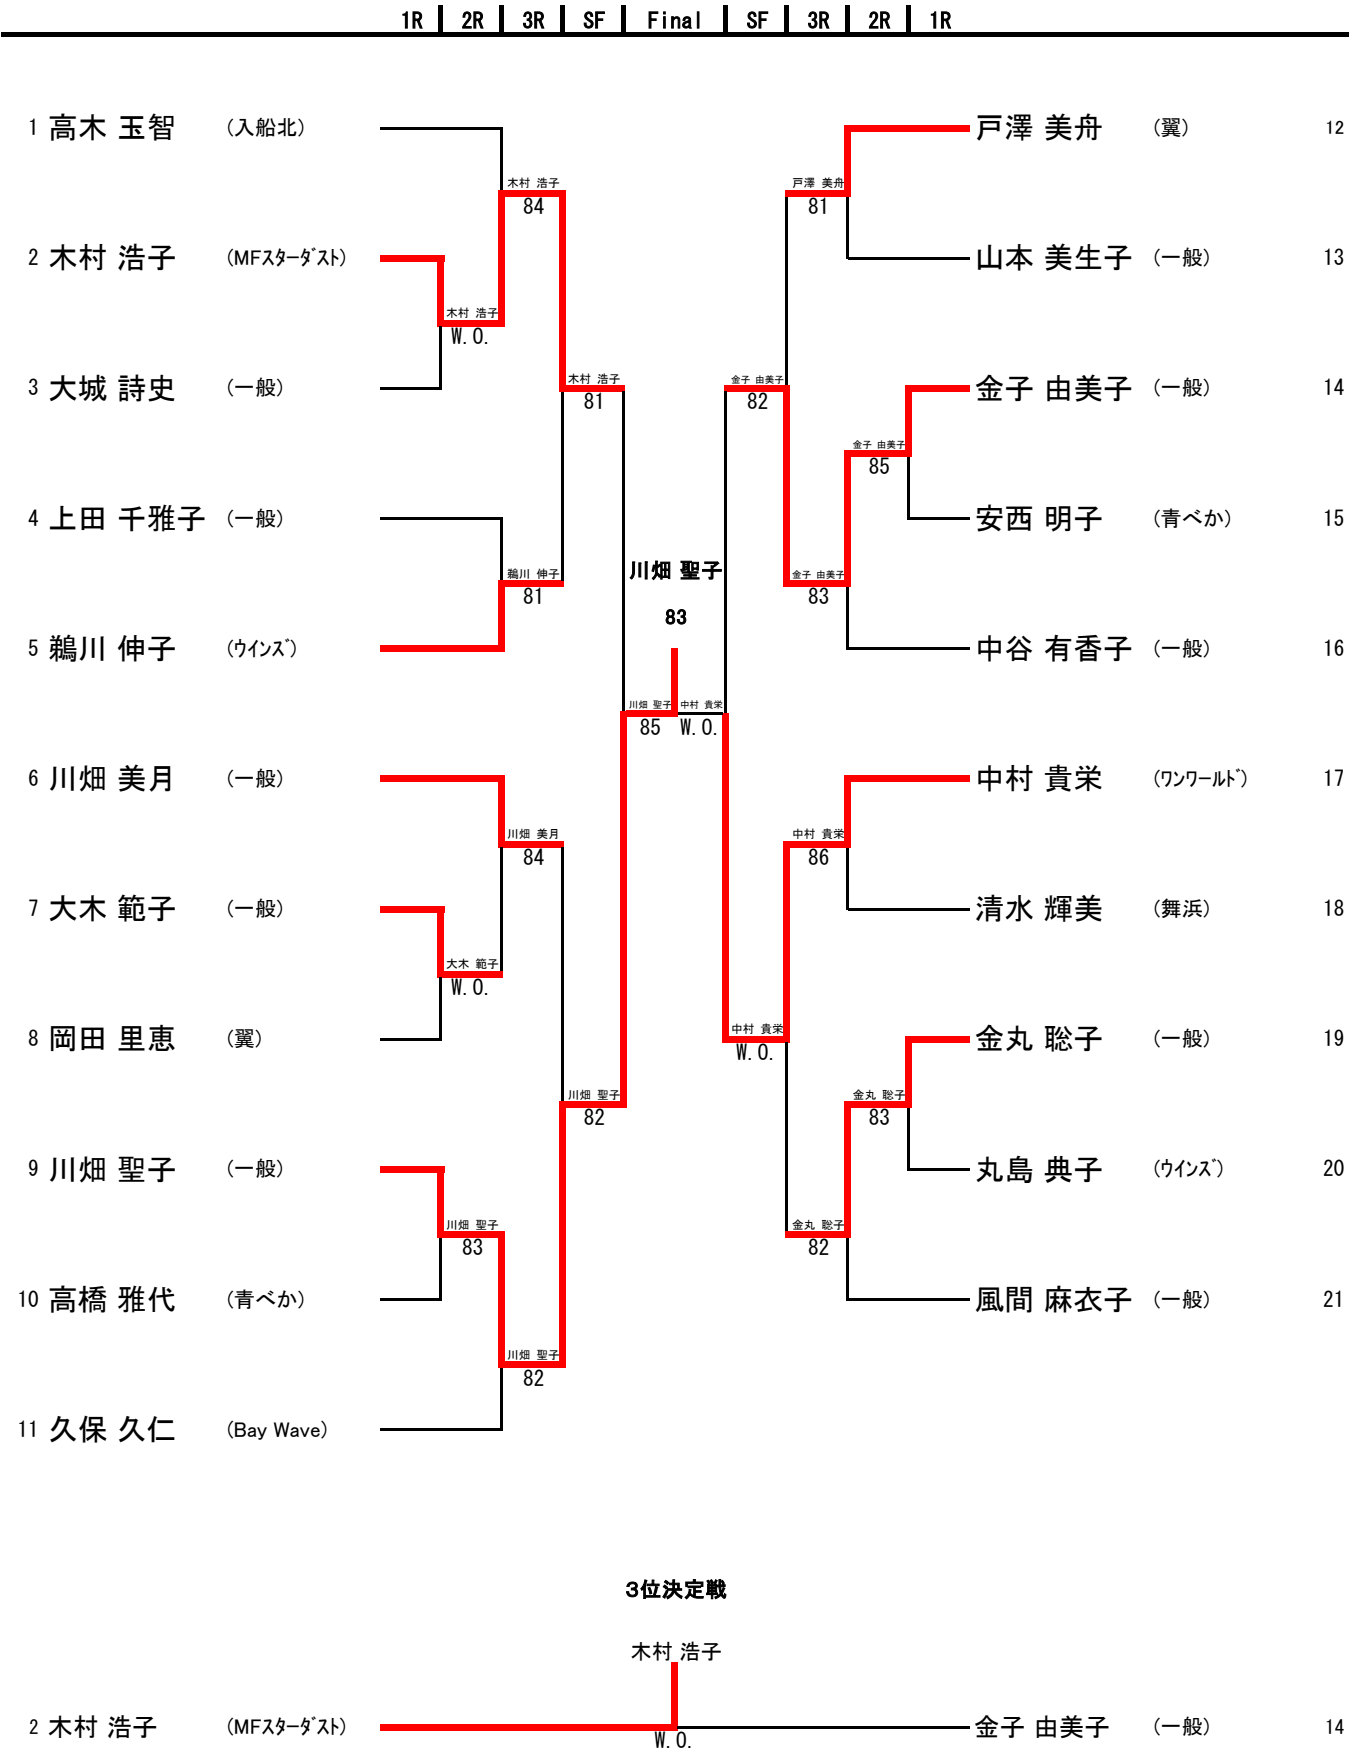 1R 2R 3R SF Final SF 3R 2R 1R
1 高木 玉智 (入船北) 戸澤 美舟 (翼) 12
木村 浩子 戸澤 美舟
84 81
2 木村 浩子 (MFｽﾀｰﾀﾞｽﾄ) 山本 美生子 (一般) 13
木村 浩子
W.O.
3 大城 詩史 (一般) 木村 浩子 金子 由美子 金子 由美子 (一般) 14
81 82
金子 由美子
85
4 上田 千雅子 (一般) 安西 明子 (青べか) 15
鵜川 伸子 川畑 聖子 金子 由美子
81 83 83
5 鵜川 伸子 (ｳｲﾝｽﾞ) 中谷 有香子 (一般) 16
川畑 聖子 中村 貴栄
85 W.O.
6 川畑 美月 (一般) 中村 貴栄 (ﾜﾝﾜｰﾙﾄﾞ) 17
川畑 美月 中村 貴栄
84 86
7 大木 範子 (一般) 清水 輝美 (舞浜) 18
大木 範子
W.O.
8 岡田 里恵 (翼) 中村 貴栄 金丸 聡子 (一般) 19
W.O.
川畑 聖子 金丸 聡子
82 83
9 川畑 聖子 (一般) 丸島 典子 (ｳｲﾝｽﾞ) 20
川畑 聖子 金丸 聡子
83 82
10 高橋 雅代 (青べか) 風間 麻衣子 (一般) 21
川畑 聖子
82
11 久保 久仁 (Bay Wave)
3位決定戦
木村 浩子
2 木村 浩子 (MFｽﾀｰﾀﾞｽﾄ) 金子 由美子 (一般) 14
W.O.